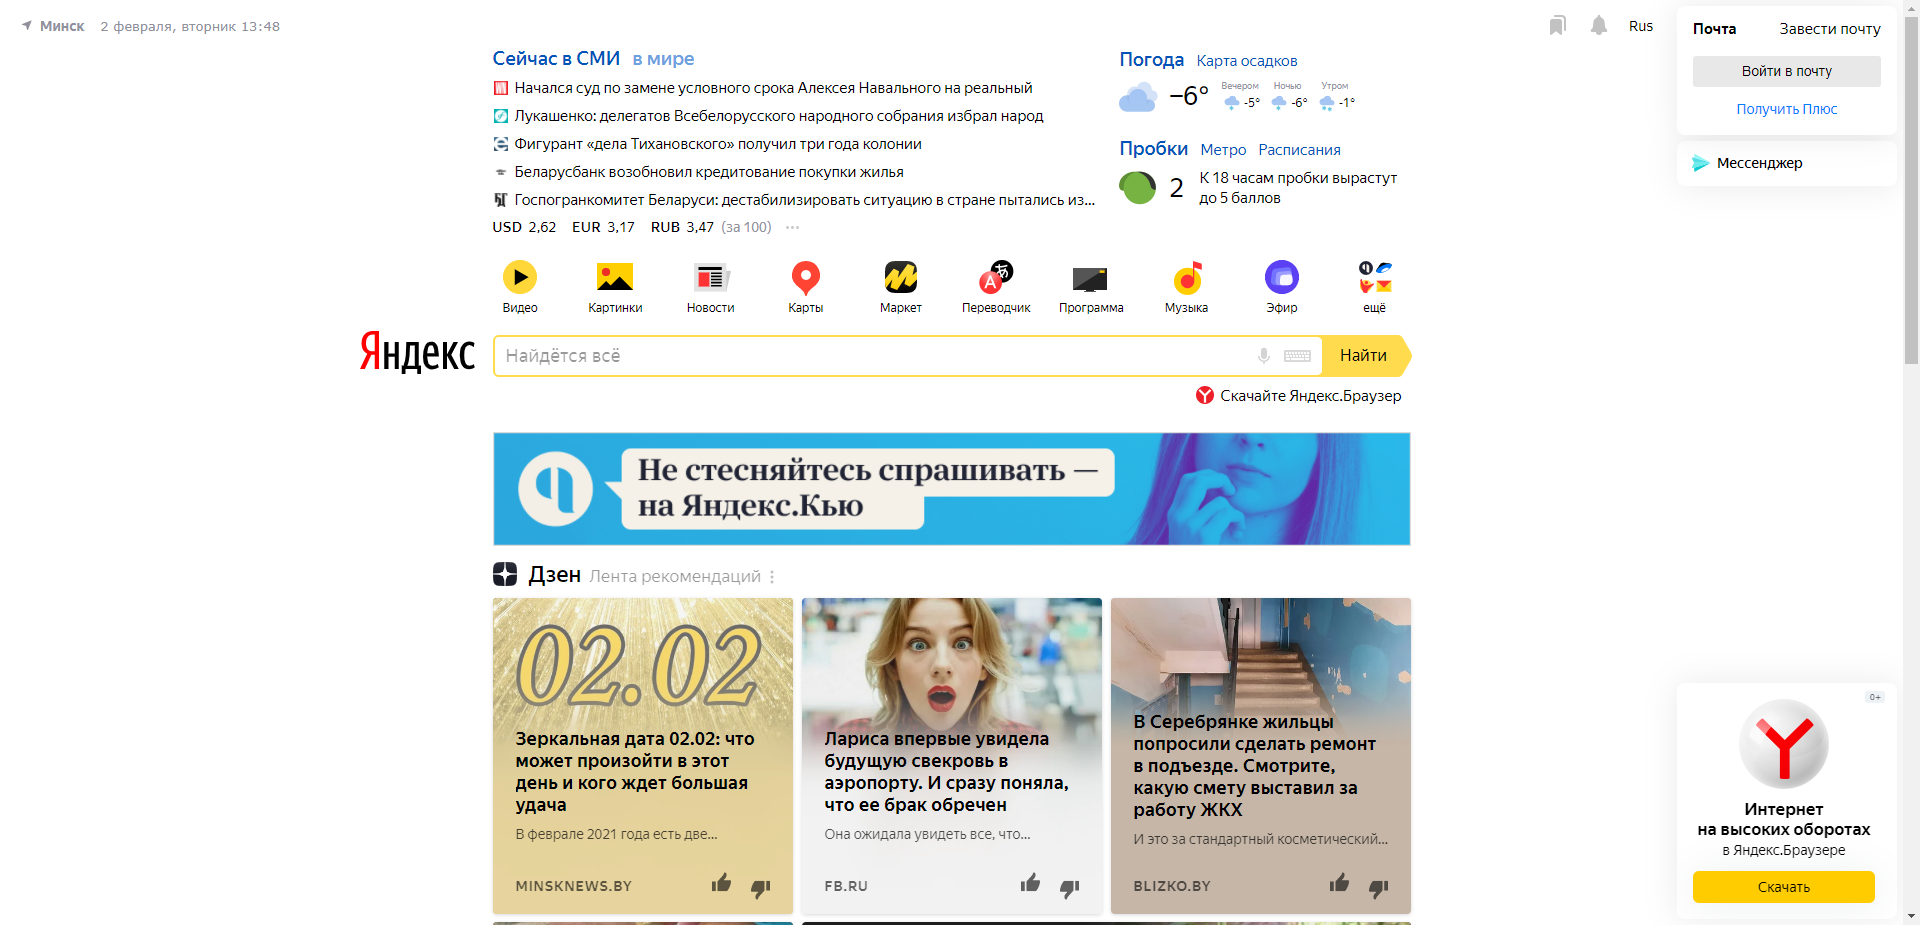 Минск 2 февраля, вторник 13:48
Rus
Почта Завести почту
Войти в почту
Получить Плюс
Мессенджер
Сейчас в СМИ в мире
Начался суд по замене условного срока Алексея Навального на реальный
Лукашенко: делегатов Всебелорусского народного собрания избрал народ
Фигурант «дела Тихановского» получил три года колонии
Беларусбанк возобновил кредитование покупки жилья
Госпогранкомитет Беларуси: дестабилизировать ситуацию в стране пытались из...
USD 2,62 EUR 3,17 RUB 3,47 (за 100) ...
Погода Карта осадков
−6° Вечером -5° Ночью -6° Утром -1°
Пробки Метро Расписания
2 К 18 часам пробки вырастут
до 5 баллов
Видео Картинки Новости Карты Маркет Переводчик Программа Музыка Эфир ещё
Яндекс Найдётся всё Найти
Скачайте Яндекс.Браузер
Не стесняйтесь спрашивать —
на Яндекс.Кью
Дзен Лента рекомендаций
02.02
Зеркальная дата 02.02: что
может произойти в этот
день и кого ждет большая
удача
В феврале 2021 года есть две...
MINSKNEWS.BY
Лариса впервые увидела
будущую свекровь в
аэропорту. И сразу поняла,
что ее брак обречен
Она ожидала увидеть все, что...
FB.RU
В Серебрянке жильцы
попросили сделать ремонт
в подъезде. Смотрите,
какую смету выставил за
работу ЖКХ
И это за стандартный косметический...
BLIZKO.BY
0+
Интернет
на высоких оборотах
в Яндекс.Браузере
Скачать